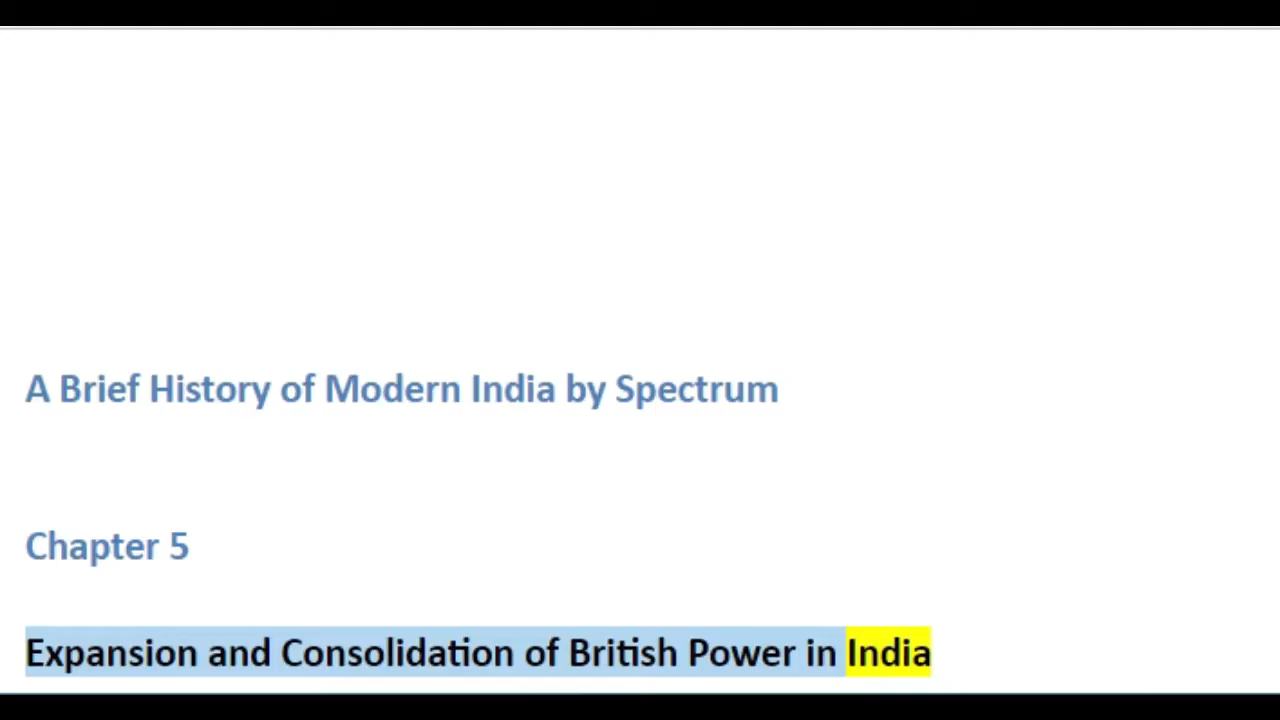 A Brief History of Modern India by Spectrum
Chapter 5
Expansion and Consolidation of British Power in India